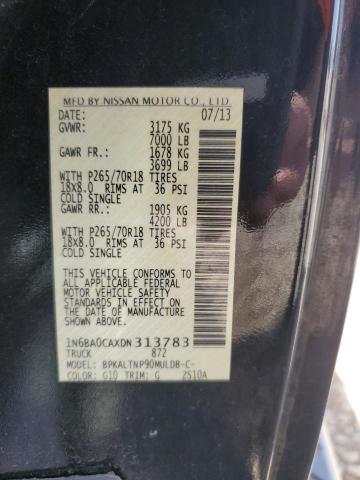 MFD BY NISSAN MOTOR CO., LTD.
DATE: 07/13
GVWR: 3175 KG
7000 LB
GAWR FR.: 1678 KG
3699 LB
WITH P265/70R18 TIRES
18x8.0 RIMS AT 36 PSI
COLD SINGLE
GAWR RR.: 1905 KG
4200 LB
WITH P265/70R18 TIRES
18x8.0 RIMS AT 36 PSI
COLD SINGLE
THIS VEHICLE CONFORMS TO
ALL APPLICABLE FEDERAL
MOTOR VEHICLE SAFETY
STANDARDS IN EFFECT ON
THE DATE OF MANUFACTURE
SHOWN ABOVE.
1N6BA0CAXDN313783
TRUCK 872
MODEL: BPKALTNP90MULDB-C-
COLOR: G10 TRIM: G 2510A